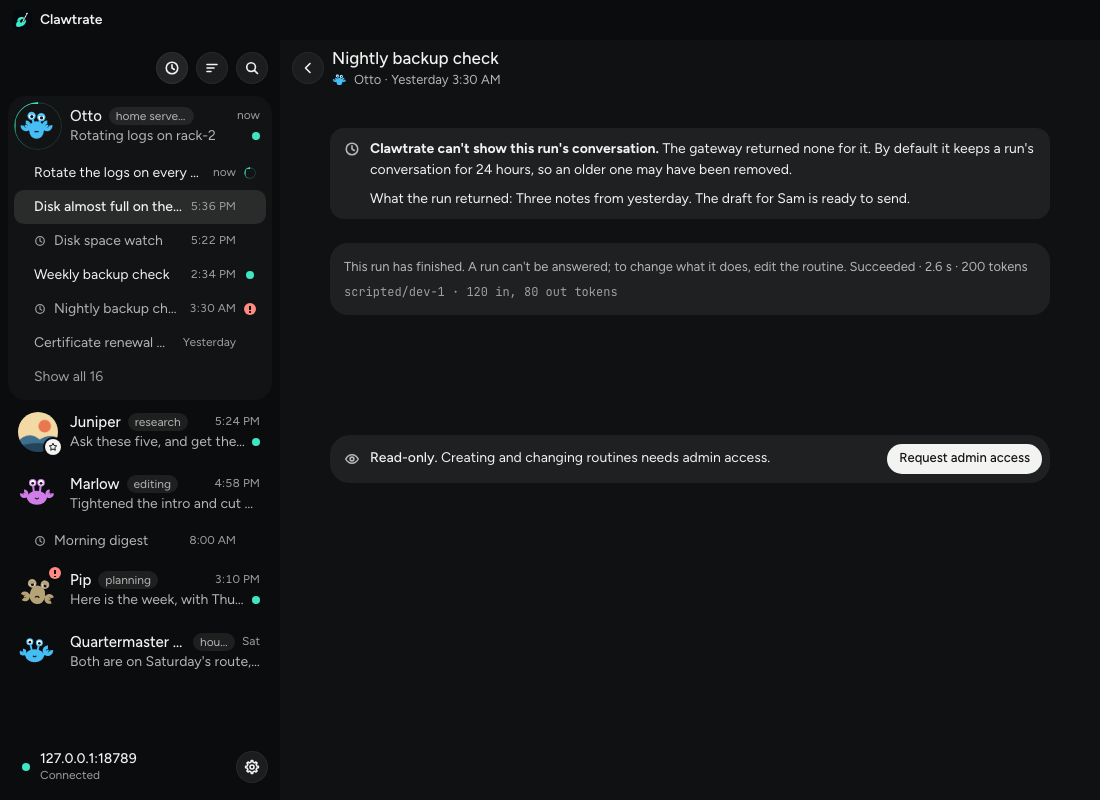 Clawtrate
Otto
home serve...
now
Rotating logs on rack-2
Rotate the logs on every ...
now
Disk almost full on the...
5:36 PM
Disk space watch
5:22 PM
Weekly backup check
2:34 PM
Nightly backup ch...
3:30 AM
Certificate renewal ...
Yesterday
Show all 16
Juniper
research
5:24 PM
Ask these five, and get the...
Marlow
editing
4:58 PM
Tightened the intro and cut ...
Morning digest
8:00 AM
Pip
planning
3:10 PM
Here is the week, with Thu...
Quartermaster ...
hou...
Sat
Both are on Saturday's route,...
127.0.0.1:18789
Connected
Nightly backup check
Otto · Yesterday 3:30 AM
Clawtrate can't show this run's conversation. The gateway returned none for it. By default it keeps a run's
conversation for 24 hours, so an older one may have been removed.
What the run returned: Three notes from yesterday. The draft for Sam is ready to send.
This run has finished. A run can't be answered; to change what it does, edit the routine. Succeeded · 2.6 s · 200 tokens
scripted/dev-1 · 120 in, 80 out tokens
Read-only. Creating and changing routines needs admin access.
Request admin access